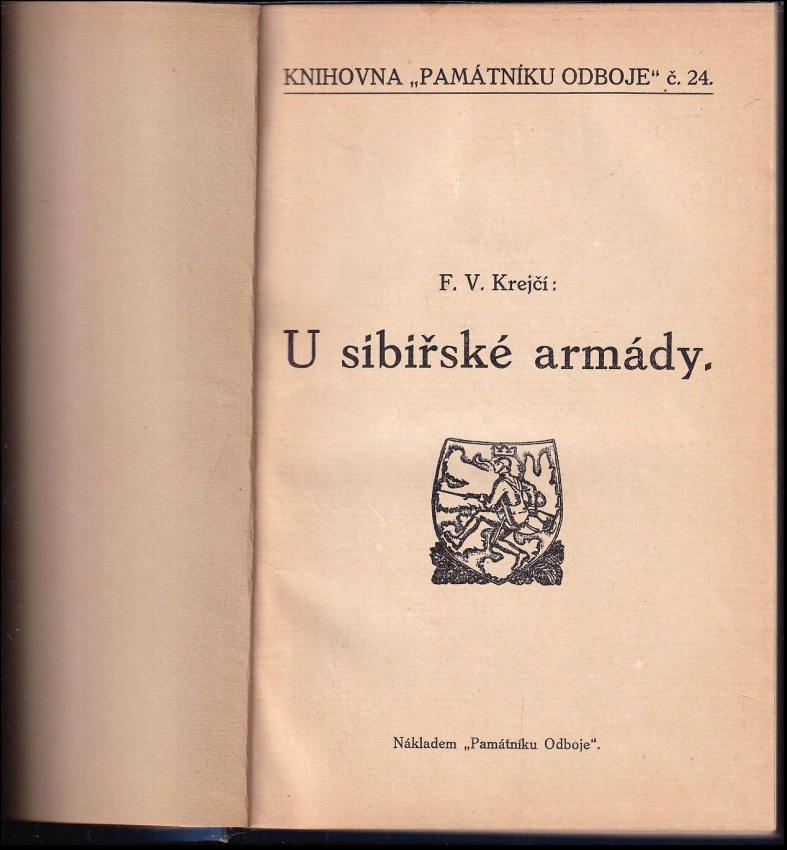 KNIHOVNA „PAMÁTNÍKU ODBOJE“ č. 24.
F. V. Krejčí:
U sibiřské armády.
Nákladem „Památníku Odboje“.